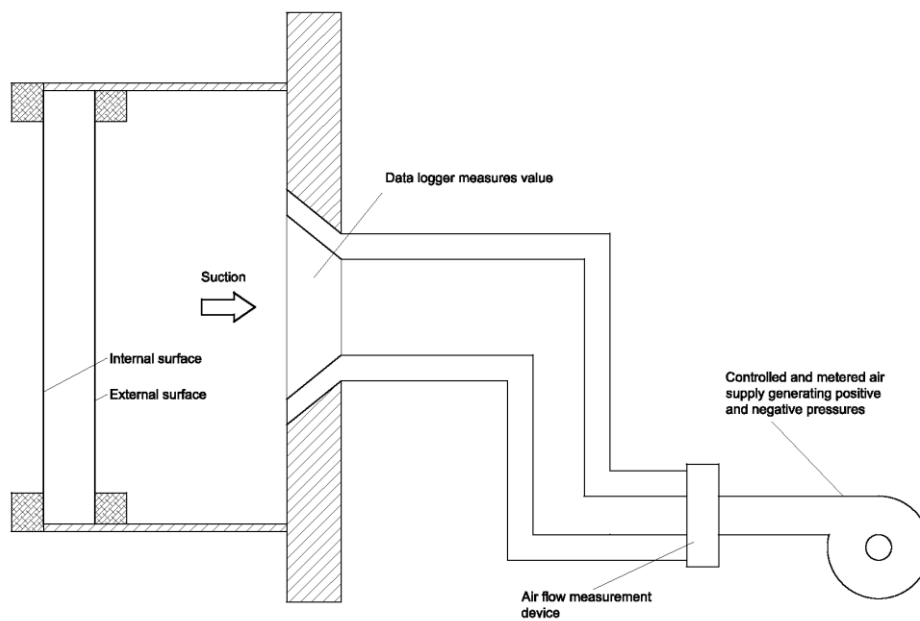 Data logger measures value
Suction
Internal surface
External surface
Controlled and metered air
supply generating positive
and negative pressures
Air flow measurement
device